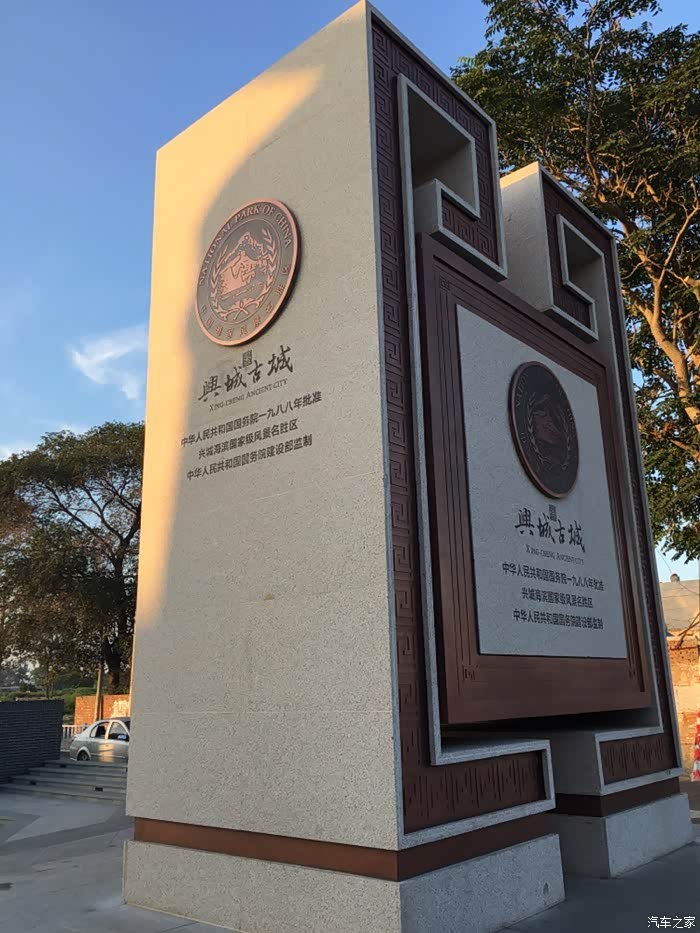 NATIONAL PARK OF CHINA
興城古城
XING-CHENG ANCIENT CITY
中华人民共和国国务院一九八八年批准
兴城海滨国家级风景名胜区
中华人民共和国国务院建设部监制
興城古城
XING-CHENG ANCIENT CITY
中华人民共和国国务院一九八八年批准
兴城海滨国家级风景名胜区
中华人民共和国国务院建设部监制
汽车之家